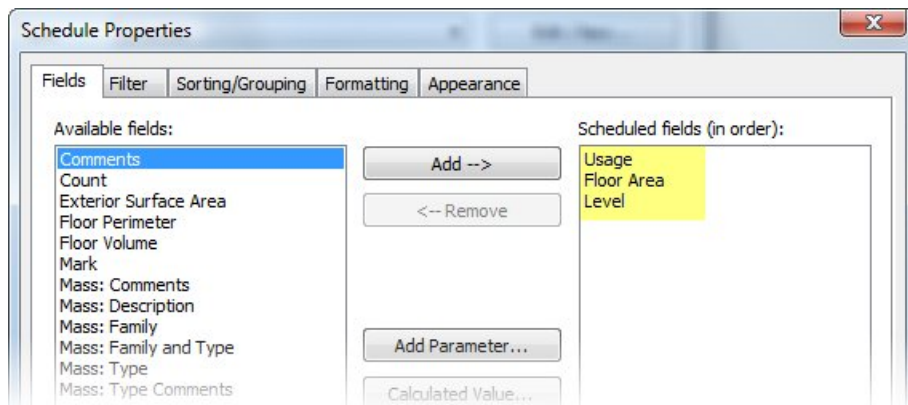 Schedule Properties
Fields Filter Sorting/Grouping Formatting Appearance
Available fields:
Comments
Count
Exterior Surface Area
Floor Perimeter
Floor Volume
Mark
Mass: Comments
Mass: Description
Mass: Family
Mass: Family and Type
Mass: Type
Mass: Type Comments
Add -->
<-- Remove
Add Parameter...
Calculated Value...
Scheduled fields (in order):
Usage
Floor Area
Level